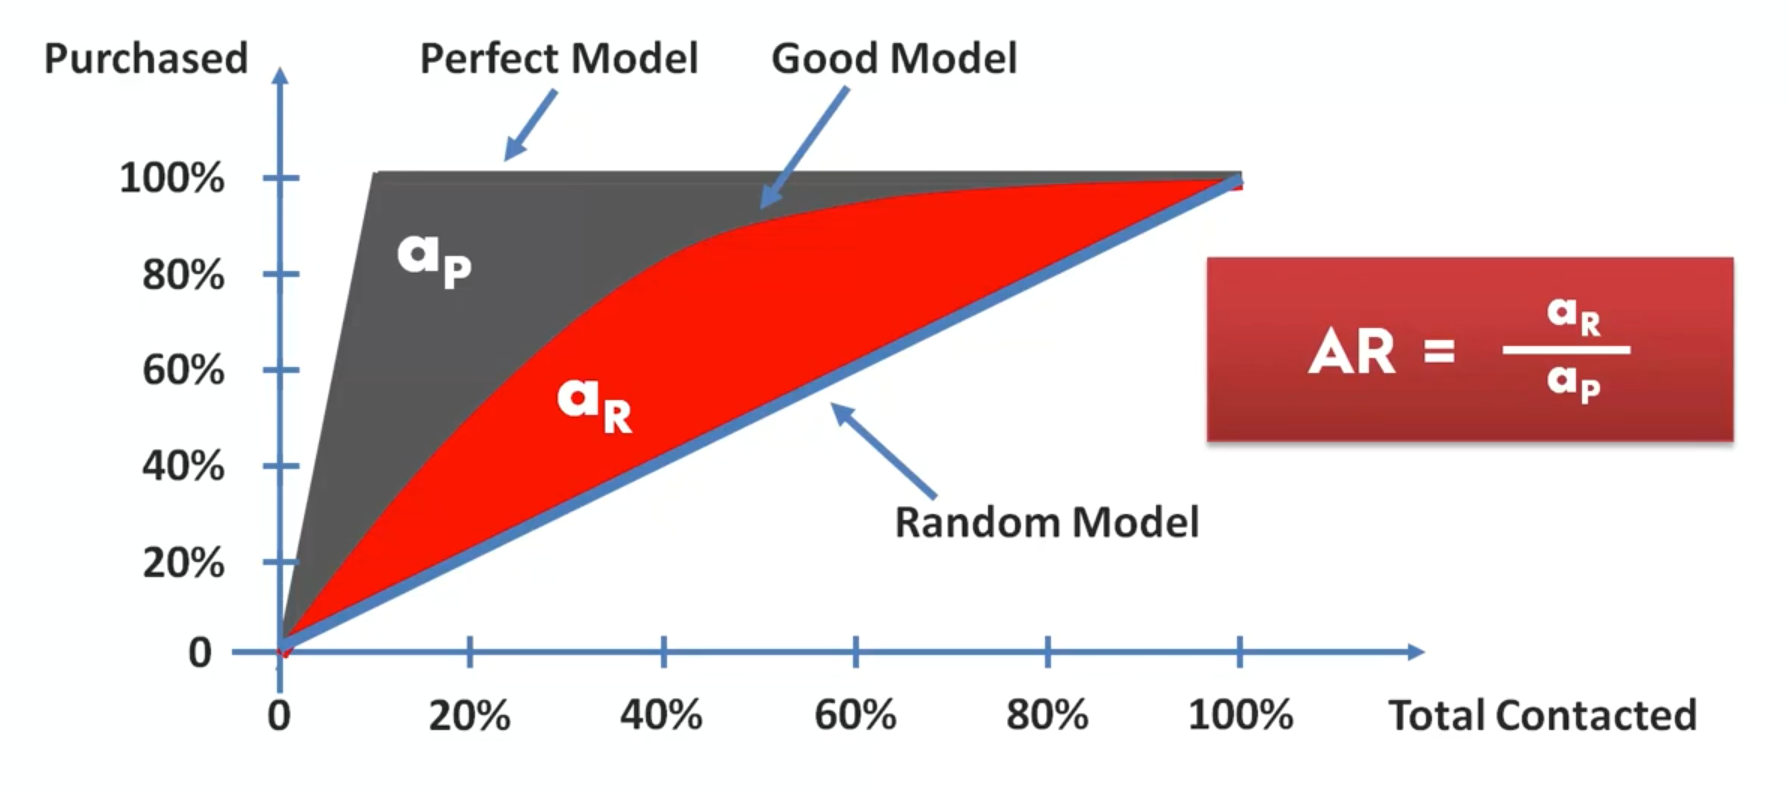 Purchased
Perfect Model
Good Model
100%
80%
60%
40%
20%
0
aP
aR
AR = aR / aP
Random Model
0
20%
40%
60%
80%
100%
Total Contacted